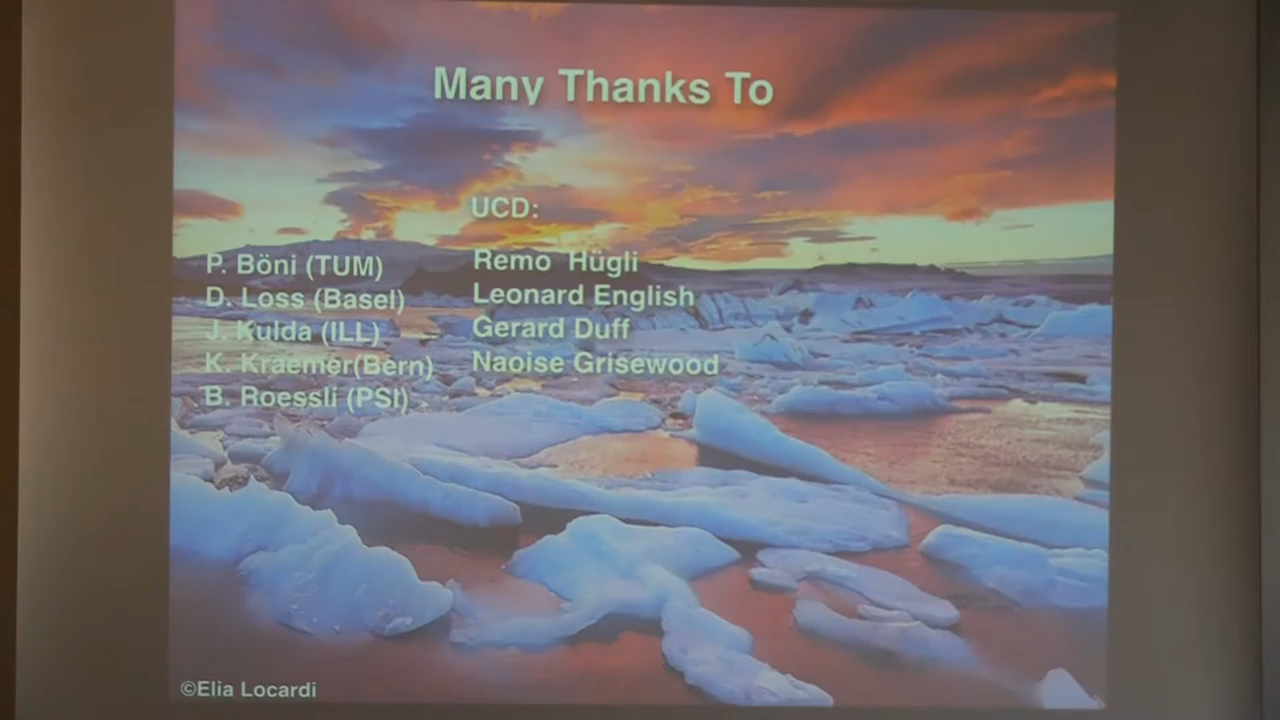 Many Thanks To
P. Böni (TUM)
D. Loss (Basel)
J. Kulda (ILL)
K. Kraemer(Bern)
B. Roessli (PSI)
UCD:
Remo Hügli
Leonard English
Gerard Duff
Naoise Grisewood
©Elia Locardi